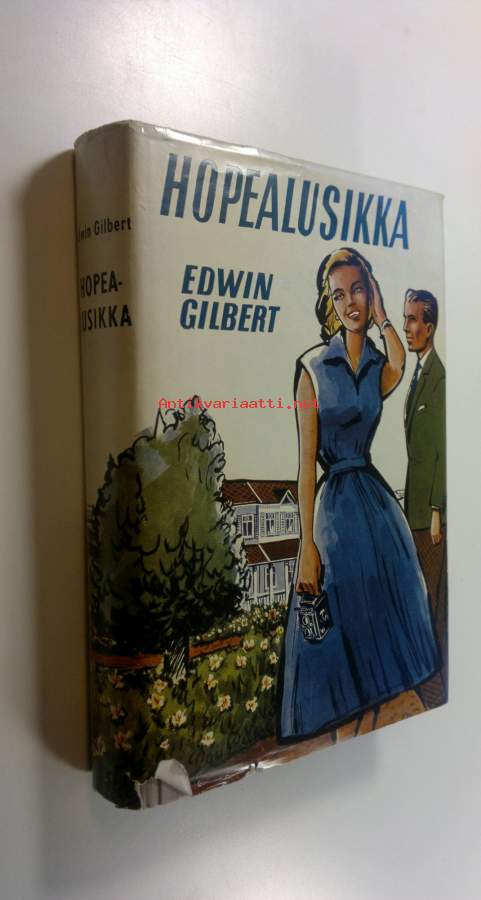 HOPEALUSIKKA
EDWIN
GILBERT
win Gilbert
HOPEA-
LUSIKKA
Antikvariaatti.net